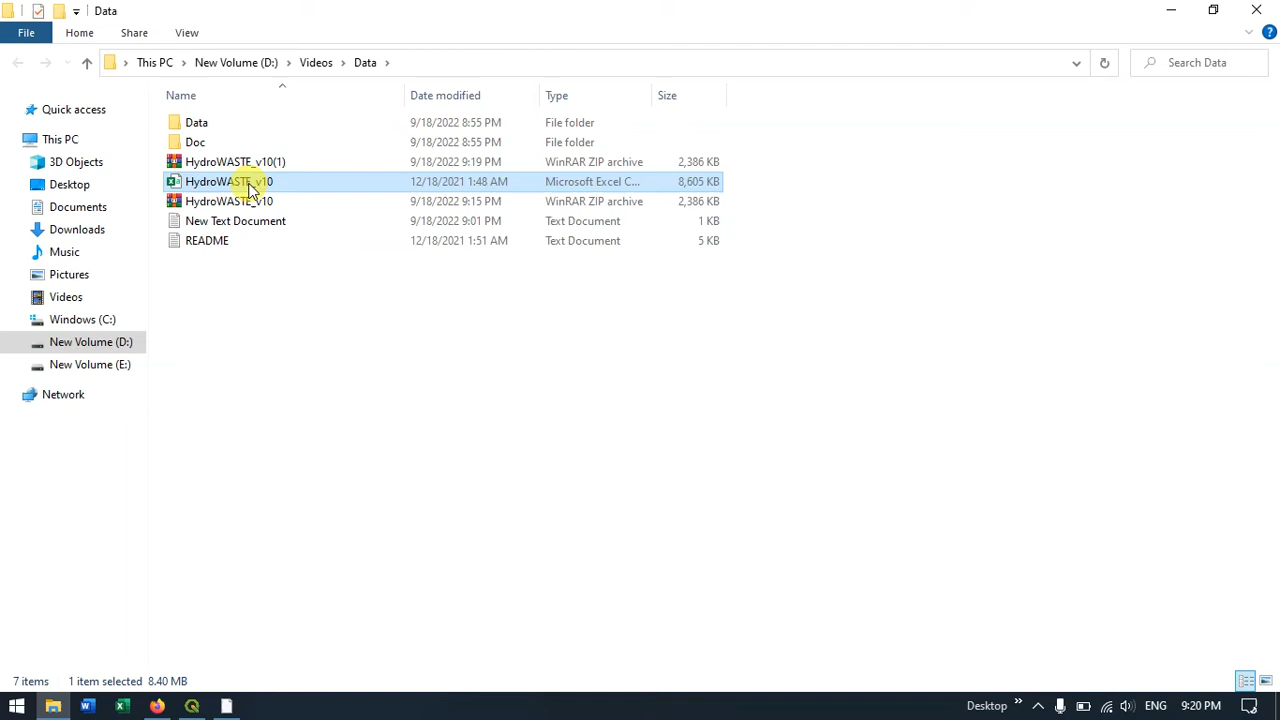 Data
File Home Share View
This PC New Volume (D:) Videos Data Search Data
Name Date modified Type Size
Quick access
This PC
3D Objects
Desktop
Documents
Downloads
Music
Pictures
Videos
Windows (C:)
New Volume (D:)
New Volume (E:)
Network
Data 9/18/2022 8:55 PM File folder
Doc 9/18/2022 8:55 PM File folder
HydroWASTE_v10(1) 9/18/2022 9:19 PM WinRAR ZIP archive 2,386 KB
HydroWASTE_v10 12/18/2021 1:48 AM Microsoft Excel C... 8,605 KB
HydroWASTE_v10 9/18/2022 9:15 PM WinRAR ZIP archive 2,386 KB
New Text Document 9/18/2022 9:01 PM Text Document 1 KB
README 12/18/2021 1:51 AM Text Document 5 KB
7 items 1 item selected 8.40 MB
Desktop ENG 9:20 PM